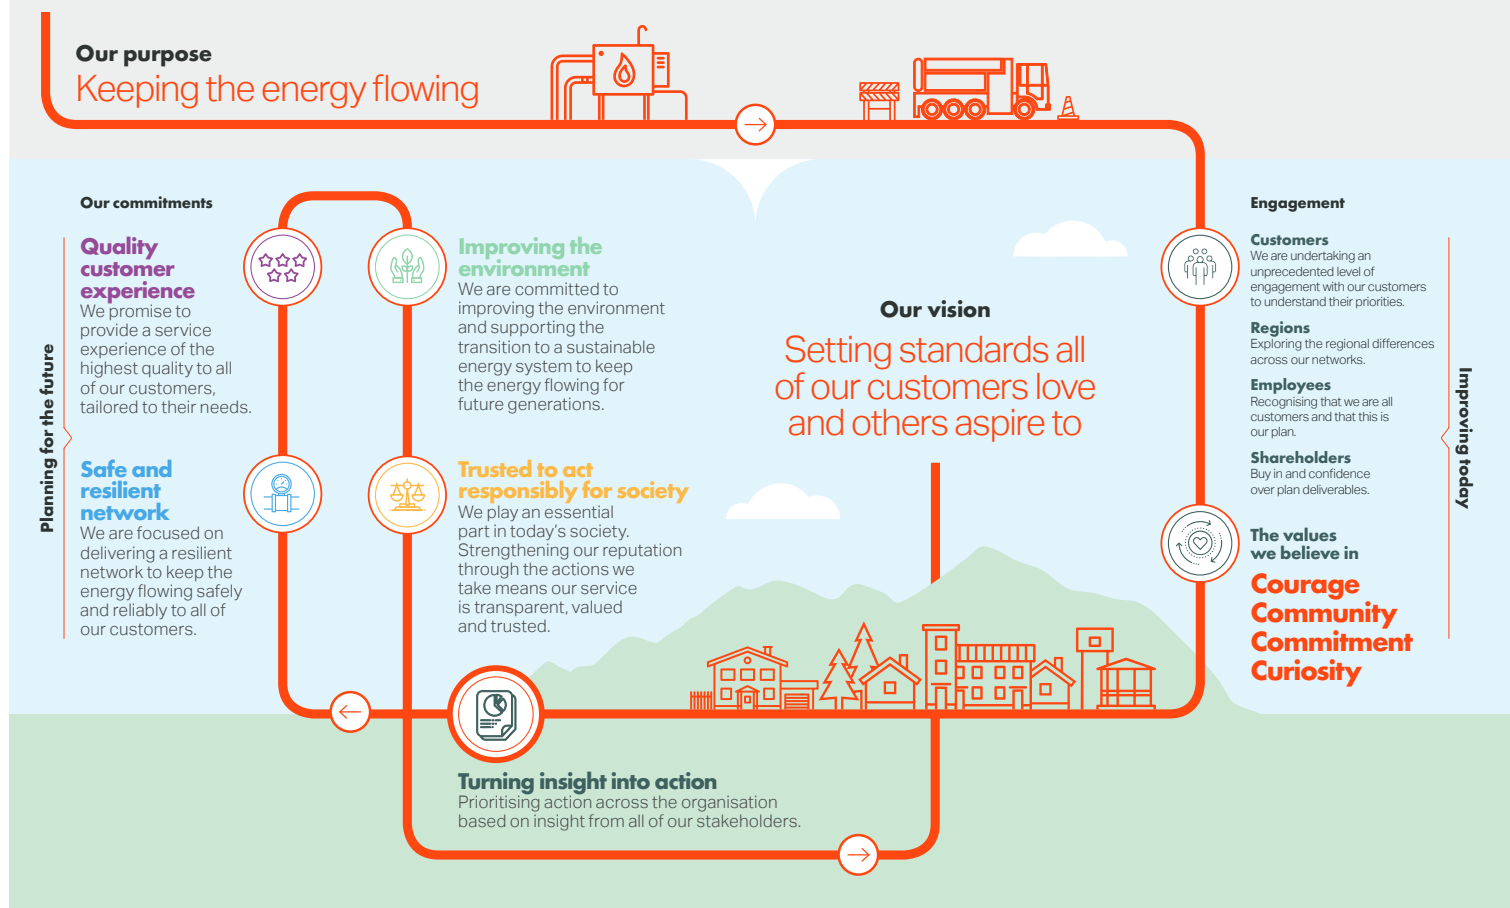 Our purpose
Keeping the energy flowing
Our commitments
Planning for the future
Quality
customer
experience
We promise to
provide a service
experience of the
highest quality to all
of our customers,
tailored to their needs.
Safe and
resilient
network
We are focused on
delivering a resilient
network to keep the
energy flowing safely
and reliably to all of
our customers.
Improving the
environment
We are committed to
improving the environment
and supporting the
transition to a sustainable
energy system to keep
the energy flowing for
future generations.
Trusted to act
responsibly for society
We play an essential
part in today's society.
Strengthening our reputation
through the actions we
take means our service
is transparent, valued
and trusted.
Turning insight into action
Prioritising action across the organisation
based on insight from all of our stakeholders.
Our vision
Setting standards all
of our customers love
and others aspire to
Engagement
Customers
We are undertaking an
unprecedented level of
engagement with our customers
to understand their priorities.
Regions
Exploring the regional differences
across our networks.
Employees
Recognising that we are all
customers and that this is
our plan.
Shareholders
Buy in and confidence
over plan deliverables.
The values
we believe in
Courage
Community
Commitment
Curiosity
Improving today